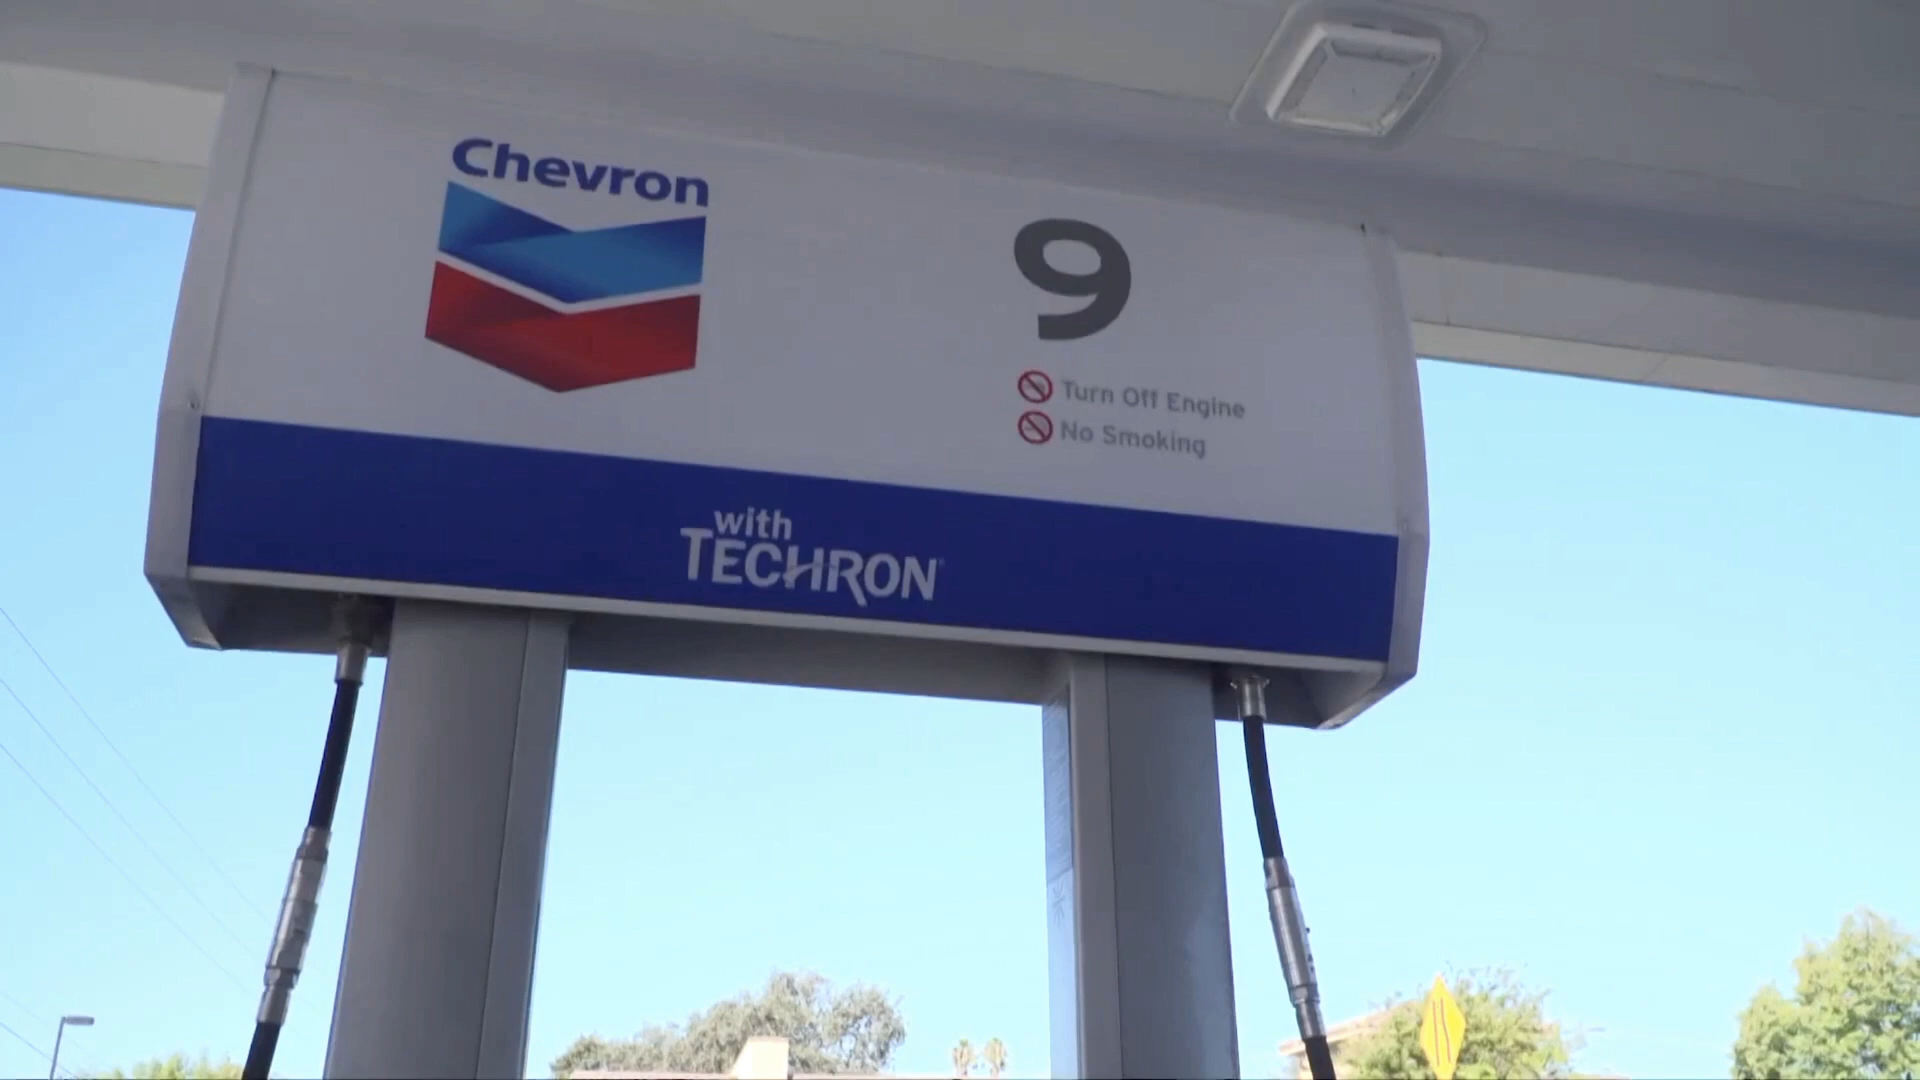 Chevron
9
Turn Off Engine
No Smoking
with
TECHRON